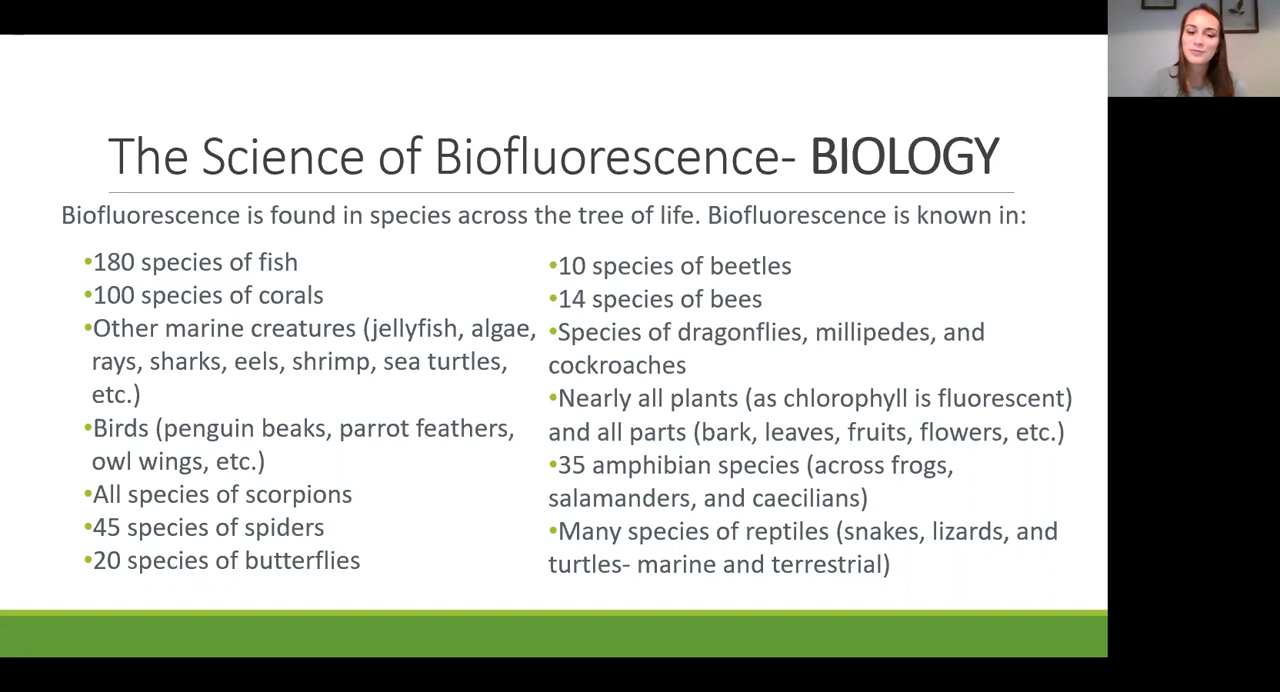 The Science of Biofluorescence- BIOLOGY
Biofluorescence is found in species across the tree of life. Biofluorescence is known in:
•180 species of fish
•100 species of corals
•Other marine creatures (jellyfish, algae,
rays, sharks, eels, shrimp, sea turtles,
etc.)
•Birds (penguin beaks, parrot feathers,
owl wings, etc.)
•All species of scorpions
•45 species of spiders
•20 species of butterflies
•10 species of beetles
•14 species of bees
•Species of dragonflies, millipedes, and
cockroaches
•Nearly all plants (as chlorophyll is fluorescent)
and all parts (bark, leaves, fruits, flowers, etc.)
•35 amphibian species (across frogs,
salamanders, and caecilians)
•Many species of reptiles (snakes, lizards, and
turtles- marine and terrestrial)